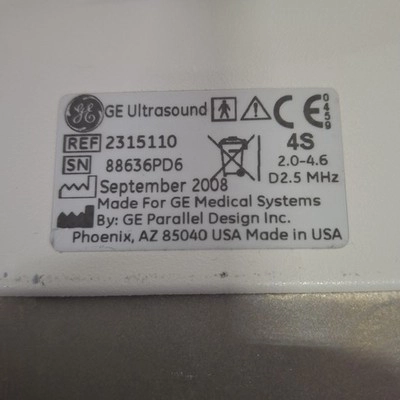 GE GE Ultrasound CE 0459
REF 2315110 4S
SN 88636PD6 2.0-4.6
September 2008 D2.5 MHz
Made For GE Medical Systems
By: GE Parallel Design Inc.
Phoenix, AZ 85040 USA Made in USA